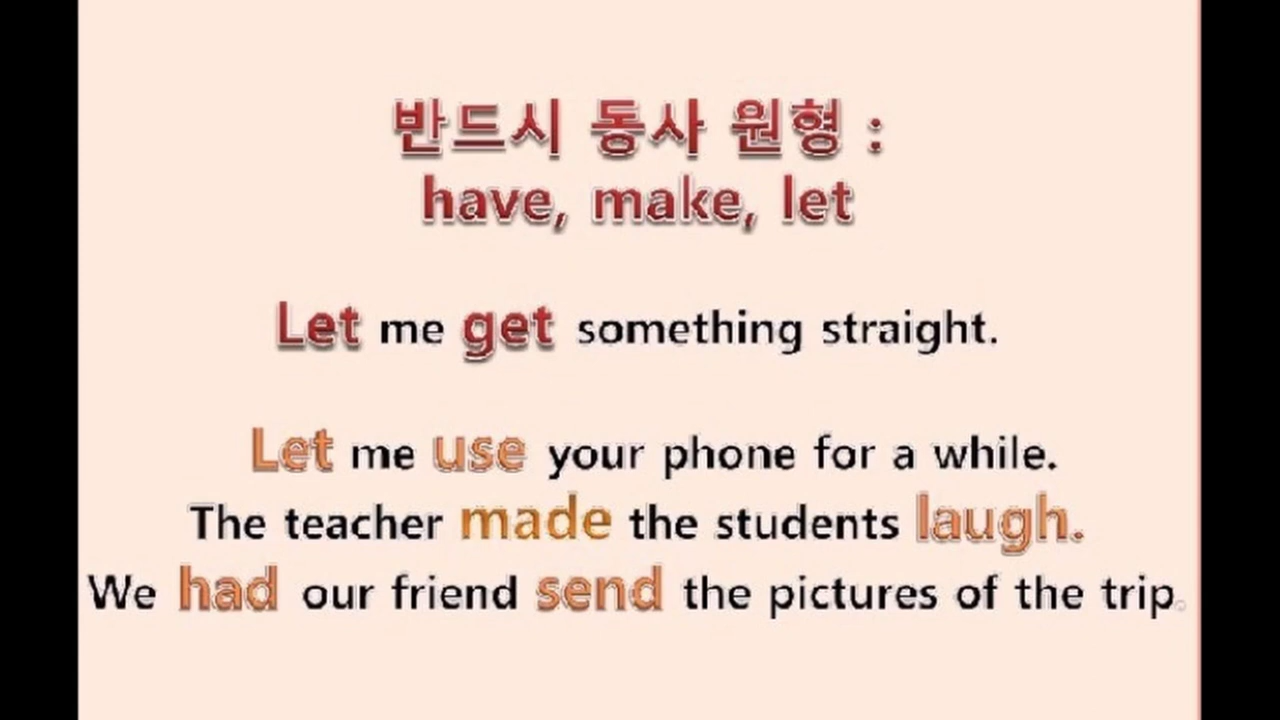 반드시 동사 원형 :
have, make, let
Let me get something straight.
Let me use your phone for a while.
The teacher made the students laugh.
We had our friend send the pictures of the trip.